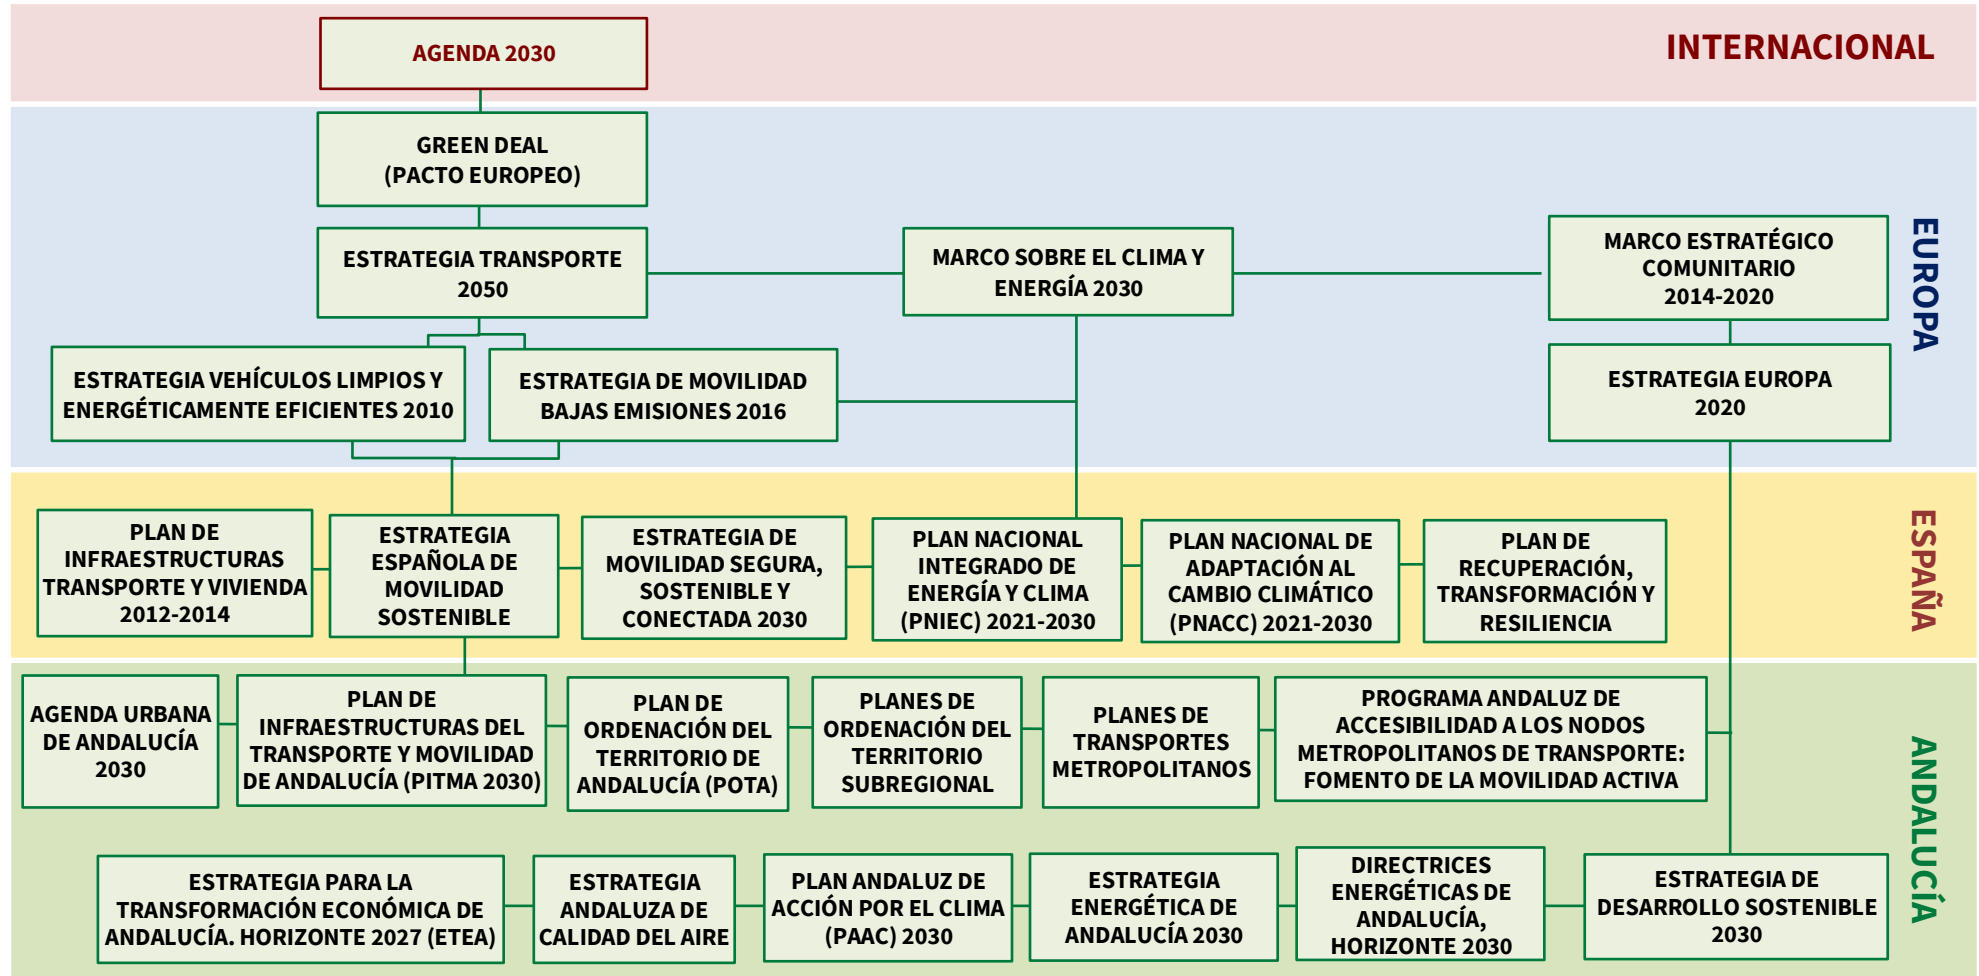 AGENDA 2030
INTERNACIONAL
GREEN DEAL
(PACTO EUROPEO)
ESTRATEGIA TRANSPORTE
2050
MARCO SOBRE EL CLIMA Y
ENERGÍA 2030
MARCO ESTRATÉGICO
COMUNITARIO
2014-2020
EUROPA
ESTRATEGIA VEHÍCULOS LIMPIOS Y
ENERGÉTICAMENTE EFICIENTES 2010
ESTRATEGIA DE MOVILIDAD
BAJAS EMISIONES 2016
ESTRATEGIA EUROPA
2020
PLAN DE
INFRAESTRUCTURAS
TRANSPORTE Y VIVIENDA
2012-2014
ESTRATEGIA
ESPAÑOLA DE
MOVILIDAD
SOSTENIBLE
ESTRATEGIA DE
MOVILIDAD SEGURA,
SOSTENIBLE Y
CONECTADA 2030
PLAN NACIONAL
INTEGRADO DE
ENERGÍA Y CLIMA
(PNIEC) 2021-2030
PLAN NACIONAL DE
ADAPTACIÓN AL
CAMBIO CLIMÁTICO
(PNACC) 2021-2030
PLAN DE
RECUPERACIÓN,
TRANSFORMACIÓN Y
RESILIENCIA
ESPAÑA
AGENDA URBANA
DE ANDALUCÍA
2030
PLAN DE
INFRAESTRUCTURAS DEL
TRANSPORTE Y MOVILIDAD
DE ANDALUCÍA (PITMA 2030)
PLAN DE
ORDENACIÓN DEL
TERRITORIO DE
ANDALUCÍA (POTA)
PLANES DE
ORDENACIÓN DEL
TERRITORIO
SUBREGIONAL
PLANES DE
TRANSPORTES
METROPOLITANOS
PROGRAMA ANDALUZ DE
ACCESIBILIDAD A LOS NODOS
METROPOLITANOS DE TRANSPORTE:
FOMENTO DE LA MOVILIDAD ACTIVA
ANDALUCÍA
ESTRATEGIA PARA LA
TRANSFORMACIÓN ECONÓMICA DE
ANDALUCÍA. HORIZONTE 2027 (ETEA)
ESTRATEGIA
ANDALUZA DE
CALIDAD DEL AIRE
PLAN ANDALUZ DE
ACCIÓN POR EL CLIMA
(PAAC) 2030
ESTRATEGIA
ENERGÉTICA DE
ANDALUCÍA 2030
DIRECTRICES
ENERGÉTICAS DE
ANDALUCÍA,
HORIZONTE 2030
ESTRATEGIA DE
DESARROLLO SOSTENIBLE
2030